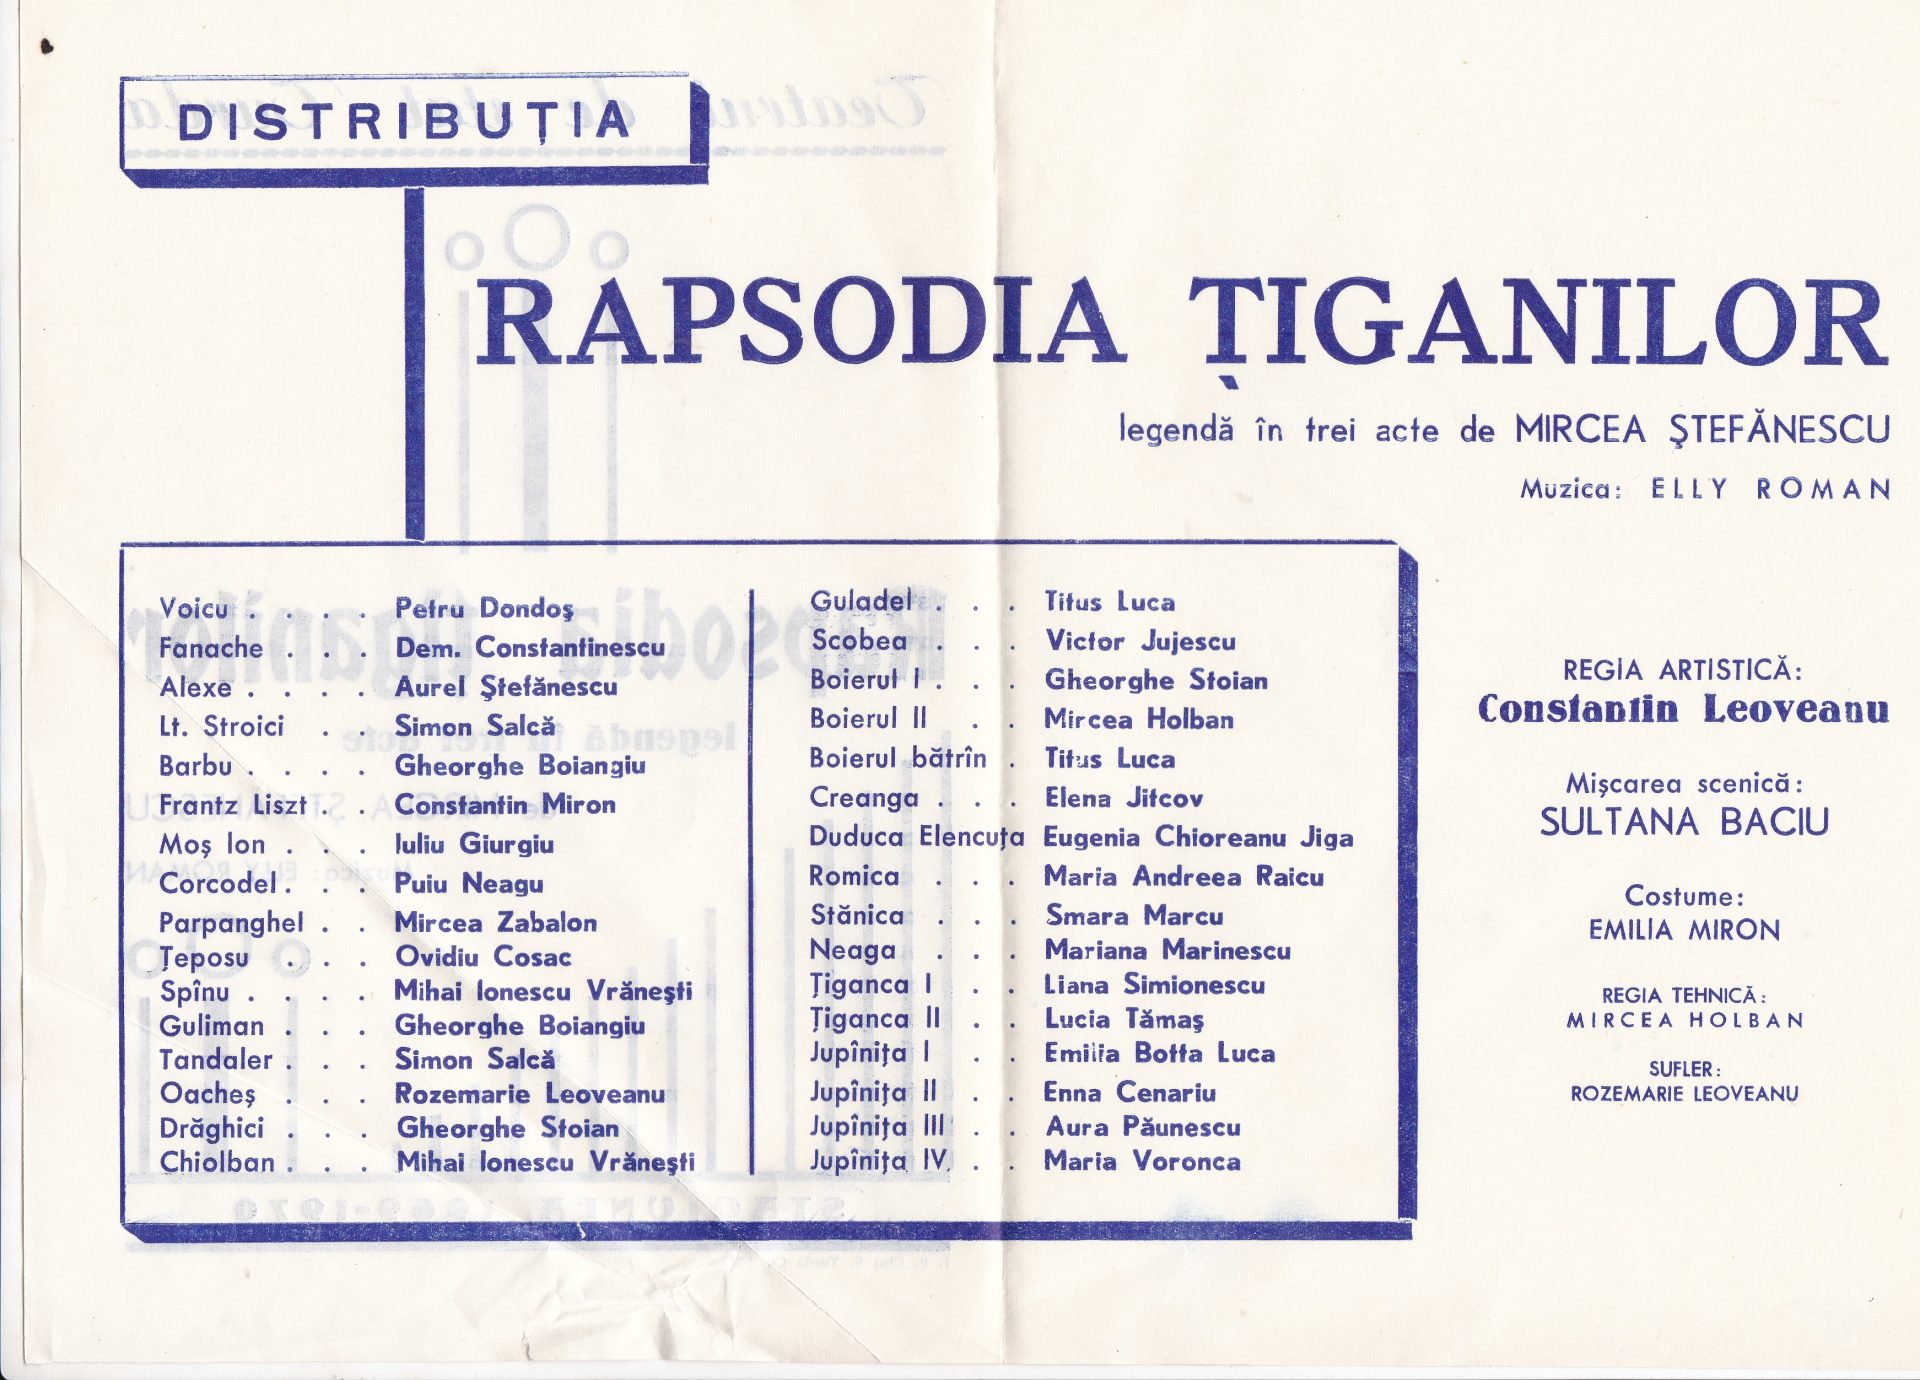 DISTRIBUȚIA
RAPSODIA ȚIGANILOR
legendă în trei acte de MIRCEA ȘTEFĂNESCU
Muzica: ELLY ROMAN
Voicu . . . . Petru Dondoș
Fanache . . . Dem. Constantinescu
Alexe . . . . Aurel Ștefănescu
Lt. Stroici . . Simon Salcă
Barbu . . . . Gheorghe Boiangiu
Frantz Liszt . . Constantin Miron
Moș Ion . . . Iuliu Giurgiu
Corcodel . . . Puiu Neagu
Parpanghel . . Mircea Zabalon
Țeposu . . . Ovidiu Cosac
Spînu . . . . Mihai Ionescu Vrănești
Guliman . . . Gheorghe Boiangiu
Tandaler . . . Simon Salcă
Oacheș . . . Rozemarie Leoveanu
Drăghici . . . Gheorghe Stoian
Chiolban . . . Mihai Ionescu Vrănești
Guladel . . . Titus Luca
Scobea . . . Victor Jujescu
Boierul I . . . Gheorghe Stoian
Boierul II . . Mircea Holban
Boierul bătrîn . Titus Luca
Creanga . . . Elena Jitcov
Duduca Elencuța Eugenia Chioreanu Jiga
Romica . . . Maria Andreea Raicu
Stănica . . . Smara Marcu
Neaga . . . Mariana Marinescu
Țiganca I . . Liana Simionescu
Țiganca II . . Lucia Tămaș
Jupînița I . . Emilia Botta Luca
Jupînița II . . Enna Cenariu
Jupînița III . . Aura Păunescu
Jupînița IV . . Maria Voronca
REGIA ARTISTICĂ:
Constantin Leoveanu
Mișcarea scenică:
SULTANA BACIU
Costume:
EMILIA MIRON
REGIA TEHNICĂ:
MIRCEA HOLBAN
SUFLER:
ROZEMARIE LEOVEANU